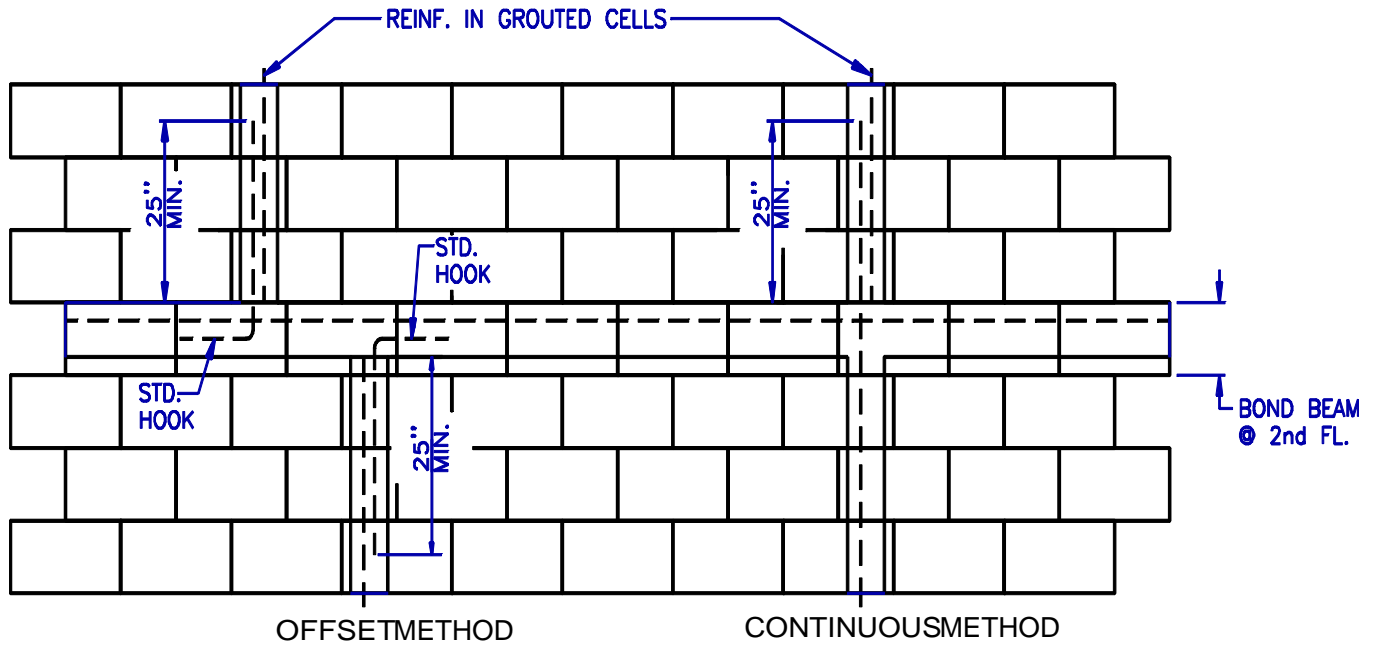 REINF. IN GROUTED CELLS
25" MIN.
25" MIN.
STD.
HOOK
STD.
HOOK
25" MIN.
BOND BEAM
@ 2nd FL.
OFFSETMETHOD
CONTINUOUSMETHOD